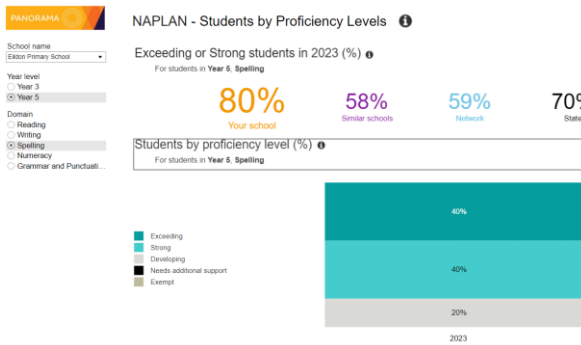 PANORAMA
NAPLAN - Students by Proficiency Levels
School name
Eildon Primary School
Year level
Year 3
Year 5
Domain
Reading
Writing
Spelling
Numeracy
Grammar and Punctuati...
Exceeding or Strong students in 2023 (%)
For students in Year 5, Spelling
80%
Your school
58%
Similar schools
59%
Network
70%
State
Students by proficiency level (%)
For students in Year 5, Spelling
Exceeding
Strong
Developing
Needs additional support
Exempt
40%
40%
20%
2023